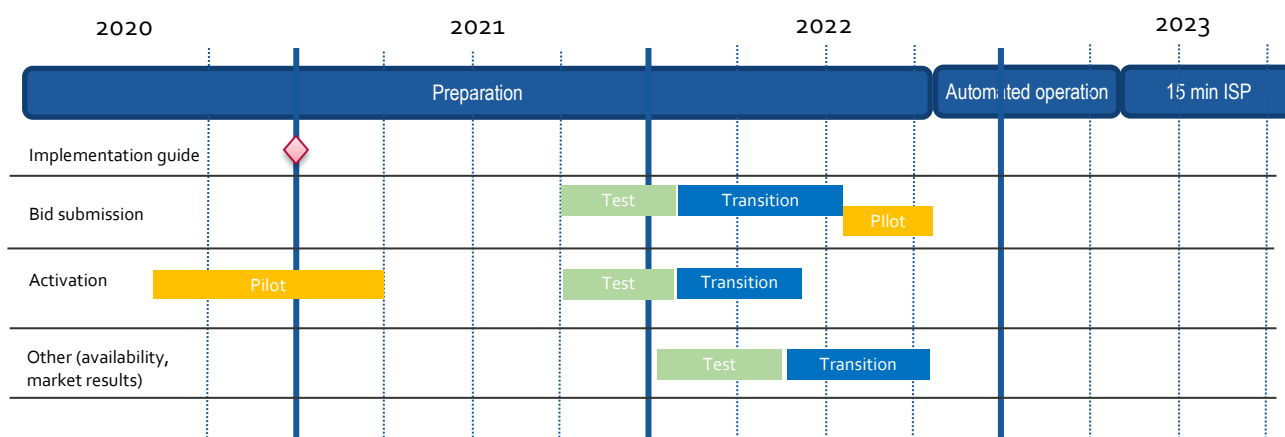 2020 2021 2022 2023
Preparation Automated operation 15 min ISP
Implementation guide
Test Transition
Bid submission PIlot
Activation Pilot Test Transition
Other (availability,
market results) Test Transition